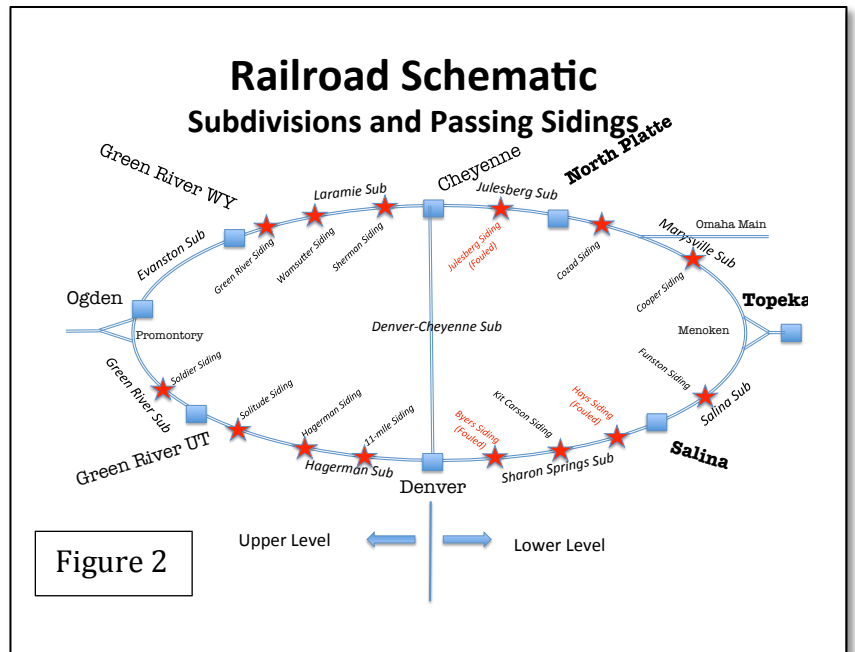 Railroad Schematic
Subdivisions and Passing Sidings
Green River WY
Laramie Sub
Cheyenne
Julesberg Sub
North Platte
Evanston Sub
Green River Siding
Wamsutter Siding
Sherman Siding
Julesberg Siding
(Fouled)
Cozad Siding
Marysville Sub
Omaha Main
Cooper Siding
Ogden
Promontory
Denver-Cheyenne Sub
Menoken
Topeka
Green River Sub
Soldier Siding
Solitude Siding
Hagerman Siding
11-mile Siding
Byers Siding
(Fouled)
Kit Carson Siding
Hays Siding
(Fouled)
Funston Siding
Salina Sub
Green River UT
Hagerman Sub
Denver
Sharon Springs Sub
Salina
Upper Level
Lower Level
Figure 2